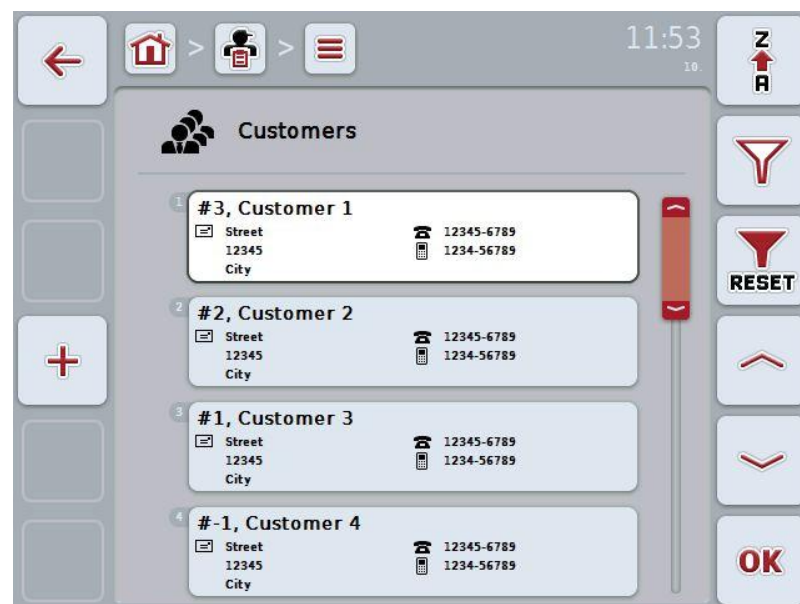 11:53
10.
Z
A
Customers
1
#3, Customer 1
Street
12345
City
12345-6789
1234-56789
RESET
2
#2, Customer 2
Street
12345
City
12345-6789
1234-56789
3
#1, Customer 3
Street
12345
City
12345-6789
1234-56789
4
#-1, Customer 4
Street
12345
City
12345-6789
1234-56789
OK